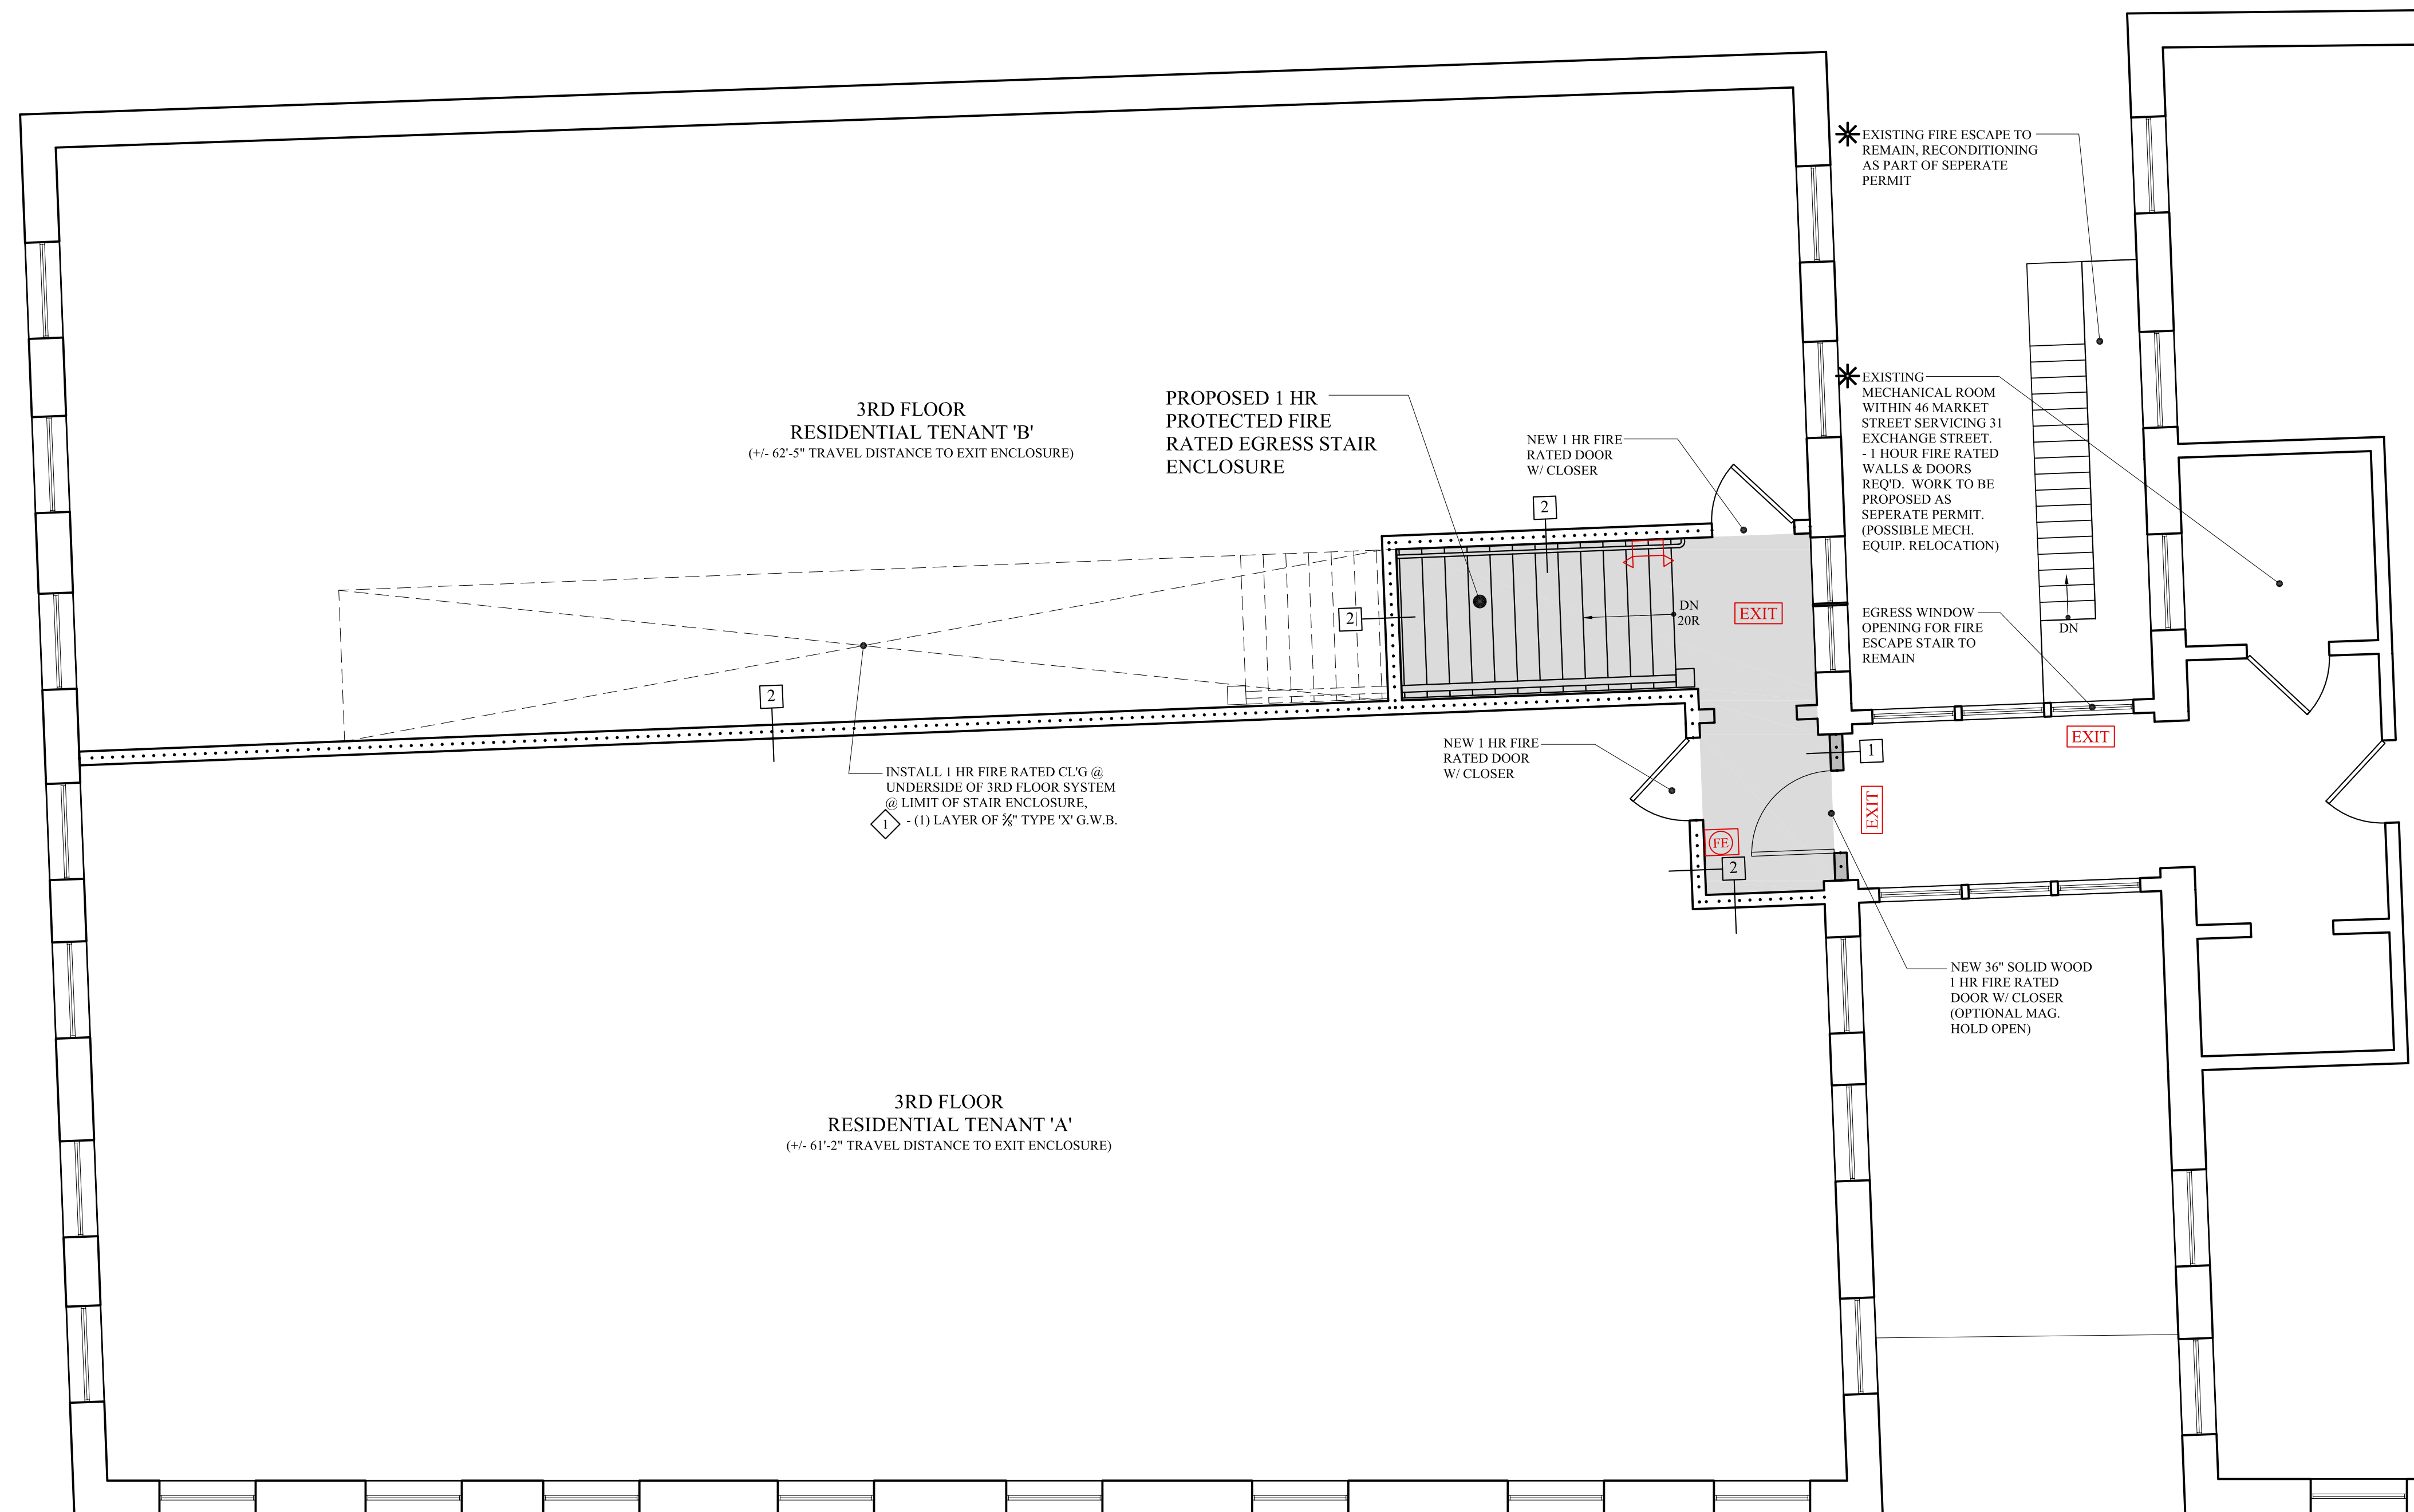 EXISTING FIRE ESCAPE TO
REMAIN, RECONDITIONING
AS PART OF SEPERATE
PERMIT
3RD FLOOR
RESIDENTIAL TENANT 'B'
(+/- 62'-5" TRAVEL DISTANCE TO EXIT ENCLOSURE)
PROPOSED 1 HR
PROTECTED FIRE
RATED EGRESS STAIR
ENCLOSURE
NEW 1 HR FIRE
RATED DOOR
W/ CLOSER
EXISTING
MECHANICAL ROOM
WITHIN 46 MARKET
STREET SERVICING 31
EXCHANGE STREET.
- 1 HOUR FIRE RATED
WALLS & DOORS
REQ'D. WORK TO BE
PROPOSED AS
SEPERATE PERMIT.
(POSSIBLE MECH.
EQUIP. RELOCATION)
2
2
DN
20R
EXIT
EGRESS WINDOW
OPENING FOR FIRE
ESCAPE STAIR TO
REMAIN
DN
2
EXIT
NEW 1 HR FIRE
RATED DOOR
W/ CLOSER
1
INSTALL 1 HR FIRE RATED CL'G @
UNDERSIDE OF 3RD FLOOR SYSTEM
@ LIMIT OF STAIR ENCLOSURE,
1 - (1) LAYER OF ⅝" TYPE 'X' G.W.B.
EXIT
FE
2
NEW 36" SOLID WOOD
1 HR FIRE RATED
DOOR W/ CLOSER
(OPTIONAL MAG.
HOLD OPEN)
3RD FLOOR
RESIDENTIAL TENANT 'A'
(+/- 61'-2" TRAVEL DISTANCE TO EXIT ENCLOSURE)